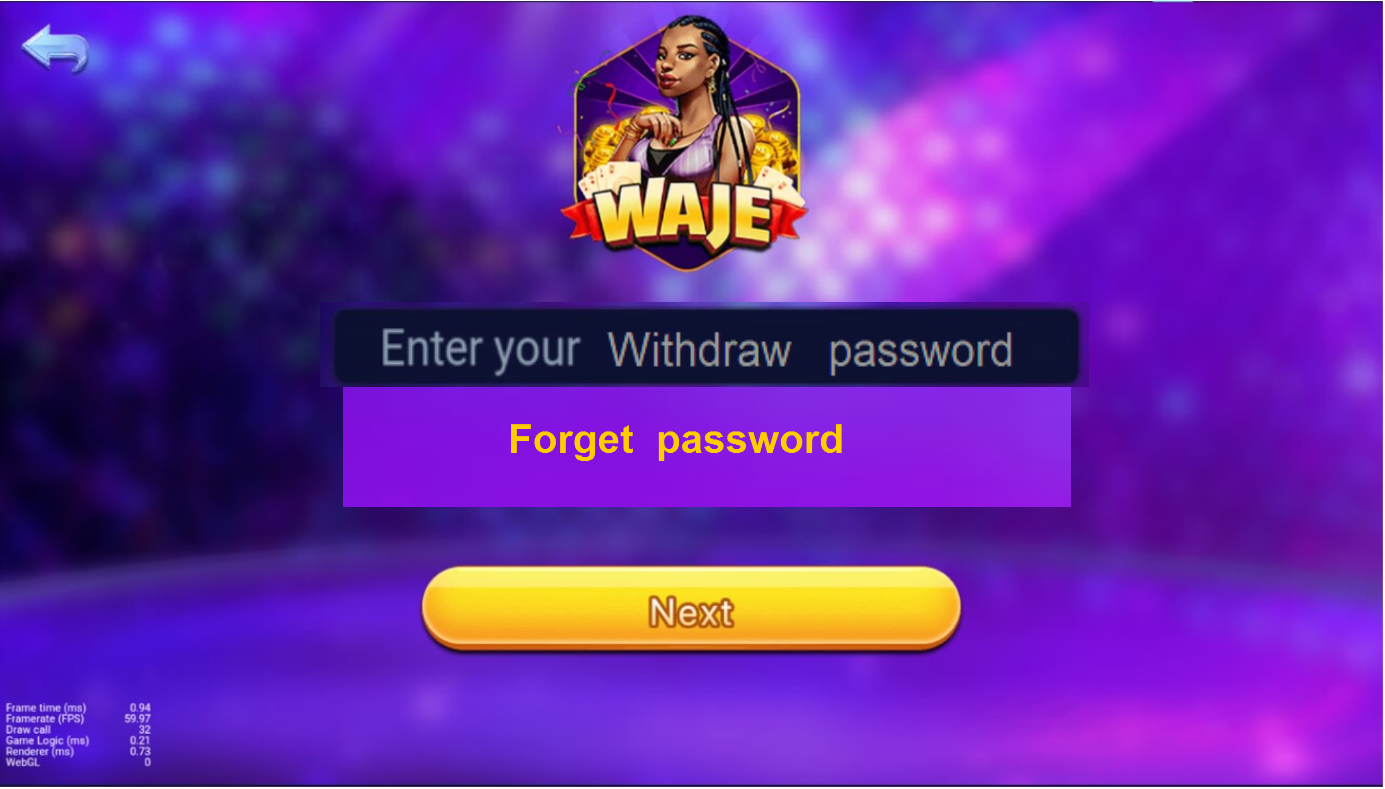 WAJE
Enter your Withdraw password
Forget password
Next
Frame time (ms) 0.94
Framerate (FPS) 59.97
Draw call 32
Game Logic (ms) 0.21
Renderer (ms) 0.73
WebGL 0